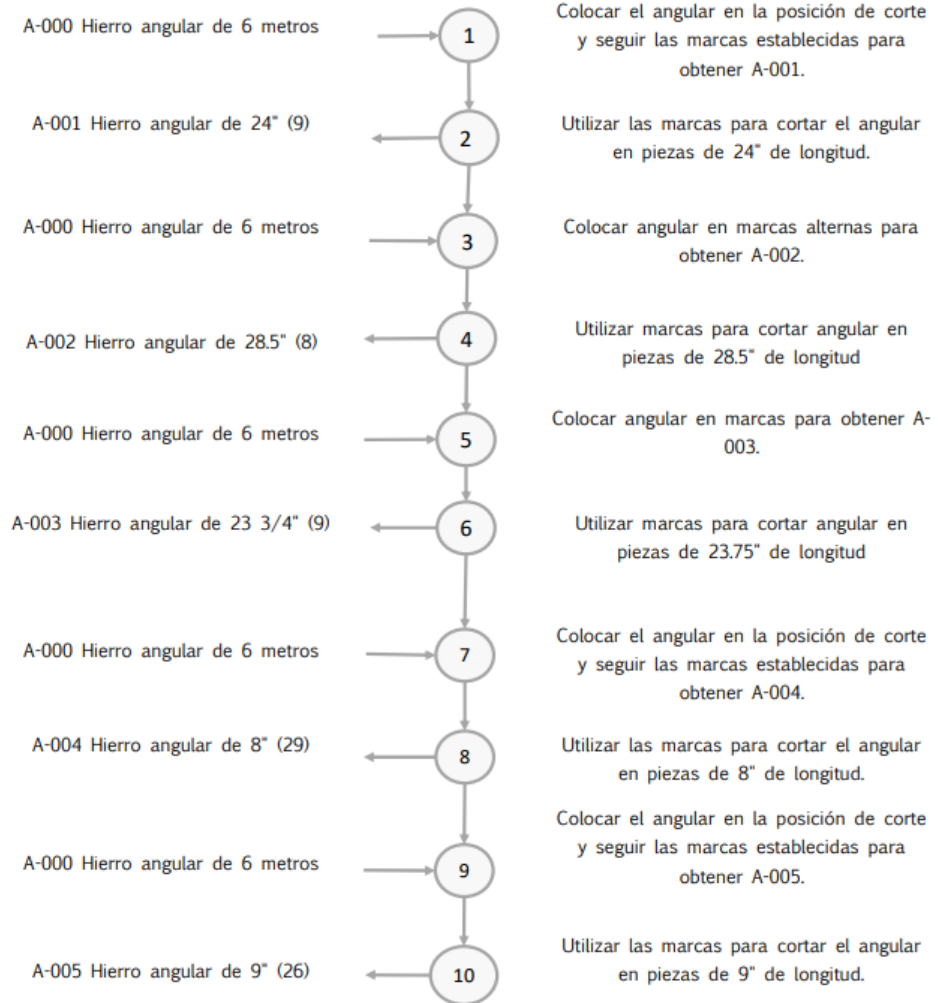 A-000 Hierro angular de 6 metros
1
Colocar el angular en la posición de corte
y seguir las marcas establecidas para
obtener A-001.
A-001 Hierro angular de 24" (9)
2
Utilizar las marcas para cortar el angular
en piezas de 24" de longitud.
A-000 Hierro angular de 6 metros
3
Colocar angular en marcas alternas para
obtener A-002.
A-002 Hierro angular de 28.5" (8)
4
Utilizar marcas para cortar angular en
piezas de 28.5" de longitud
A-000 Hierro angular de 6 metros
5
Colocar angular en marcas para obtener A-
003.
A-003 Hierro angular de 23 3/4" (9)
6
Utilizar marcas para cortar angular en
piezas de 23.75" de longitud
A-000 Hierro angular de 6 metros
7
Colocar el angular en la posición de corte
y seguir las marcas establecidas para
obtener A-004.
A-004 Hierro angular de 8" (29)
8
Utilizar las marcas para cortar el angular
en piezas de 8" de longitud.
A-000 Hierro angular de 6 metros
9
Colocar el angular en la posición de corte
y seguir las marcas establecidas para
obtener A-005.
A-005 Hierro angular de 9" (26)
10
Utilizar las marcas para cortar el angular
en piezas de 9" de longitud.